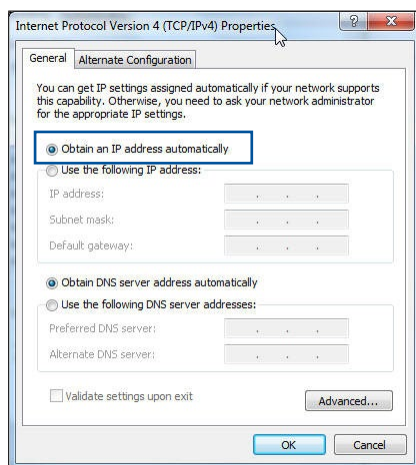 Internet Protocol Version 4 (TCP/IPv4) Properties
General
Alternate Configuration
You can get IP settings assigned automatically if your network supports
this capability. Otherwise, you need to ask your network administrator
for the appropriate IP settings.
Obtain an IP address automatically
Use the following IP address:
IP address:
Subnet mask:
Default gateway:
Obtain DNS server address automatically
Use the following DNS server addresses:
Preferred DNS server:
Alternate DNS server:
Validate settings upon exit
Advanced...
OK
Cancel